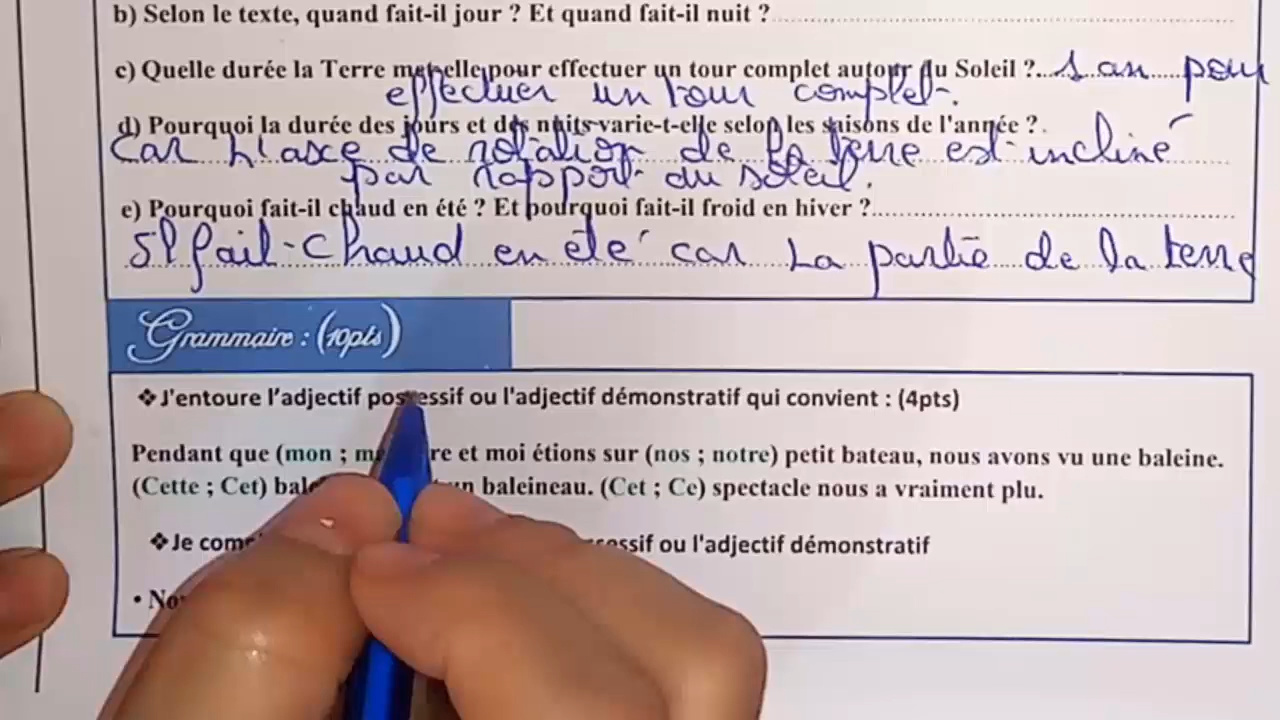 b) Selon le texte, quand fait-il jour ? Et quand fait-il nuit ?
c) Quelle durée la Terre met-elle pour effectuer un tour complet autour du Soleil ? 1 an pour
effectuer un tour complet.
d) Pourquoi la durée des jours et des nuits varie-t-elle selon les saisons de l'année ?
Car L'axe de rotation de la terre est incliné
par rapport du soleil.
e) Pourquoi fait-il chaud en été ? Et pourquoi fait-il froid en hiver ?
Il fait chaud en été car La partie de la terre
Grammaire : (10pts)
❖J'entoure l'adjectif possessif ou l'adjectif démonstratif qui convient : (4pts)
Pendant que (mon ; et moi étions sur (nos ; notre) petit bateau, nous avons vu une baleine.
(Cette ; Cet) baleineau. (Cet ; Ce) spectacle nous a vraiment plu.
❖Je ou l'adjectif démonstratif
•